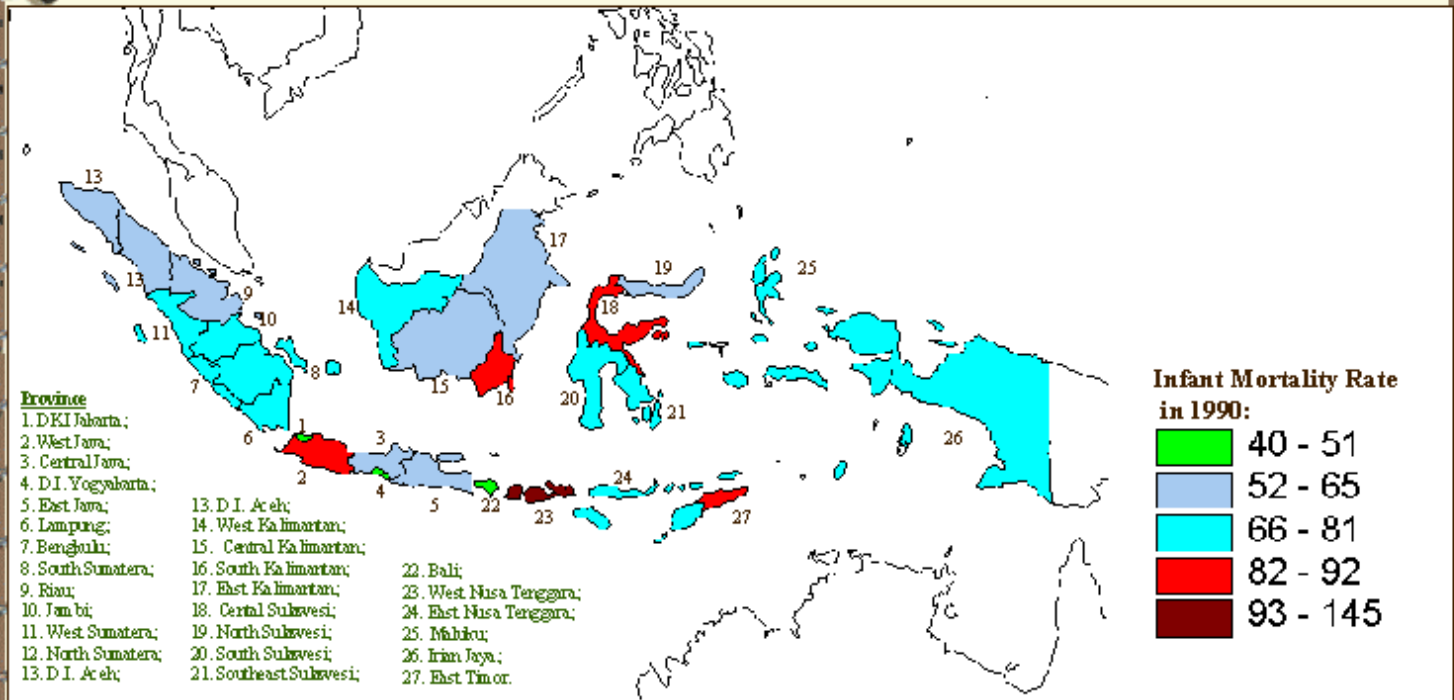 13
17
19
25
13
9
14
18
10
11
8
7
15
16
20
21
6
1
3
26
2
4
5
22
23
24
27
Province
1. DKI Jakarta;
2. West Java;
3. Central Java;
4. D.I. Yogyakarta;
5. East Java;
6. Lampung;
7. Bengkulu;
8. South Sumatera;
9. Riau;
10. Jambi;
11. West Sumatera;
12. North Sumatera;
13. D.I. Aceh;
13. D.I. Aceh;
14. West Kalimantan;
15. Central Kalimantan;
16. South Kalimantan;
17. East Kalimantan;
18. Cental Sulawesi;
19. North Sulawesi;
20. South Sulawesi;
21. Southeast Sulawesi;
22. Bali;
23. West Nusa Tenggara;
24. East Nusa Tenggara;
25. Maluku;
26. Irian Jaya;
27. East Timor.
Infant Mortality Rate
in 1990:
40 - 51
52 - 65
66 - 81
82 - 92
93 - 145